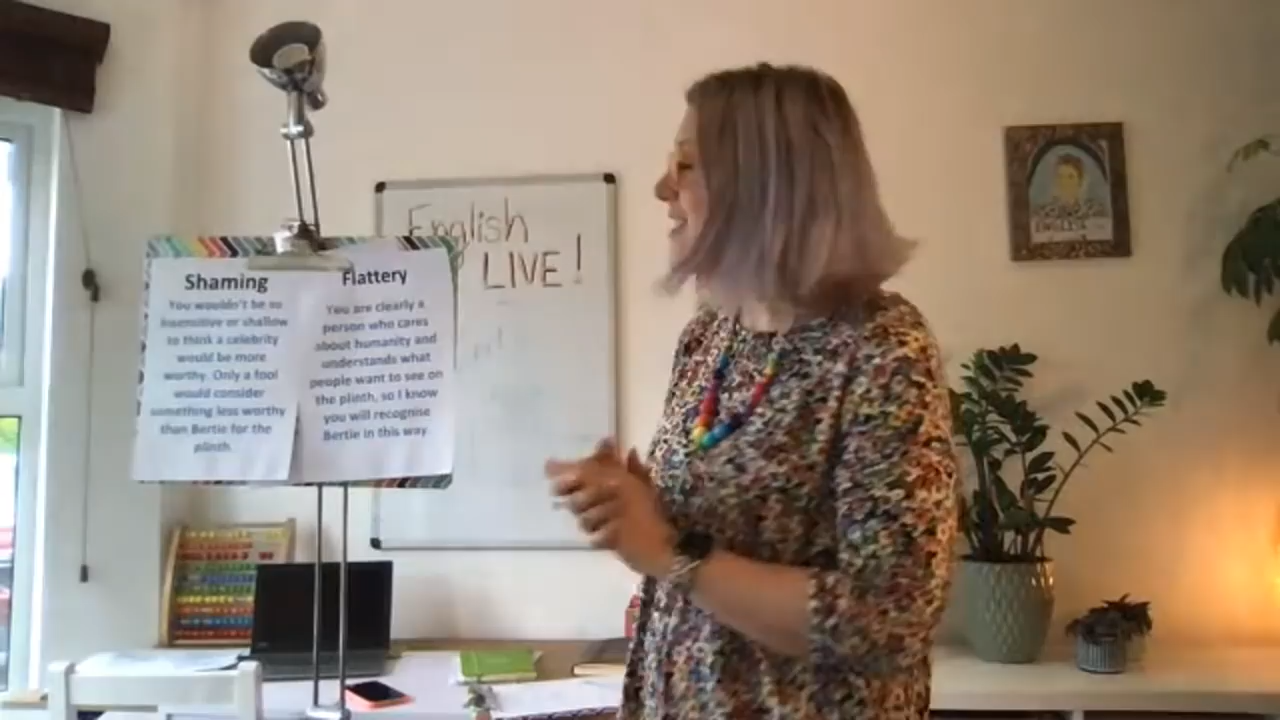 English
LIVE!
Shaming
You wouldn't be so
insensitive or shallow
to think a celebrity
would be more
worthy. Only a fool
would consider
something less worthy
than Bertie for the
plinth.
Flattery
You are clearly a
person who cares
about humanity and
understands what
people want to see on
the plinth, so I know
you will recognise
Bertie in this way
ENGLISH